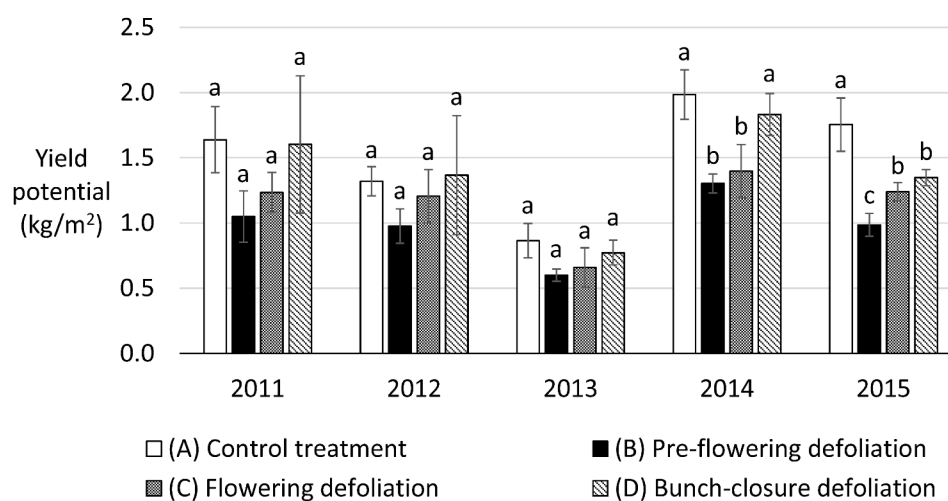 2.5
2.0
1.5
1.0
0.5
0.0
Yield
potential
(kg/m²)
a a a a
a a a a
a a a a
a b b a
a c b b
2011 2012 2013 2014 2015
(A) Control treatment (B) Pre-flowering defoliation
(C) Flowering defoliation (D) Bunch-closure defoliation